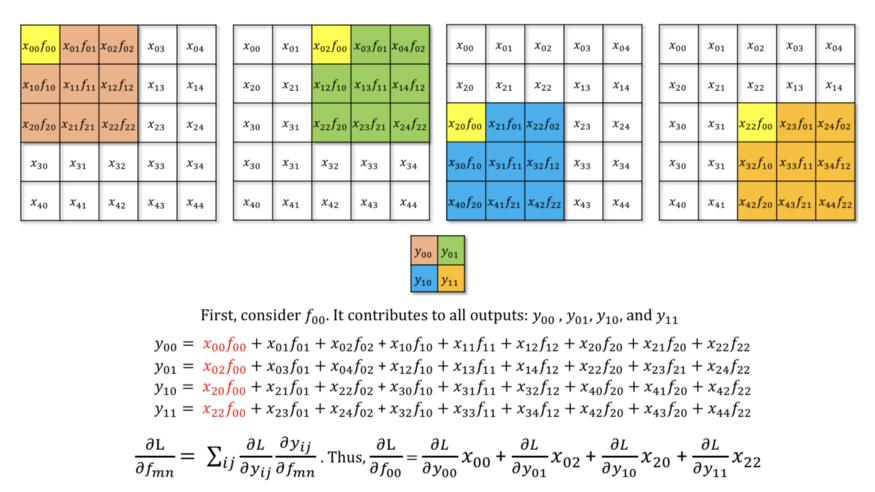 x₀₀f₀₀ x₀₁f₀₁ x₀₂f₀₂ x₀₃ x₀₄
x₁₀f₁₀ x₁₁f₁₁ x₁₂f₁₂ x₁₃ x₁₄
x₂₀f₂₀ x₂₁f₂₁ x₂₂f₂₂ x₂₃ x₂₄
x₃₀ x₃₁ x₃₂ x₃₃ x₃₄
x₄₀ x₄₁ x₄₂ x₄₃ x₄₄
x₀₀ x₀₁ x₀₂f₀₀ x₀₃f₀₁ x₀₄f₀₂
x₂₀ x₂₁ x₁₂f₁₀ x₁₃f₁₁ x₁₄f₁₂
x₃₀ x₃₁ x₂₂f₂₀ x₂₃f₂₁ x₂₄f₂₂
x₃₀ x₃₁ x₃₂ x₃₃ x₃₄
x₄₀ x₄₁ x₄₂ x₄₃ x₄₄
x₀₀ x₀₁ x₀₂ x₀₃ x₀₄
x₂₀ x₂₁ x₂₂ x₁₃ x₁₄
x₂₀f₀₀ x₂₁f₀₁ x₂₂f₀₂ x₂₃ x₂₄
x₃₀f₁₀ x₃₁f₁₁ x₃₂f₁₂ x₃₃ x₃₄
x₄₀f₂₀ x₄₁f₂₁ x₄₂f₂₂ x₄₃ x₄₄
x₀₀ x₀₁ x₀₂ x₀₃ x₀₄
x₂₀ x₂₁ x₂₂ x₁₃ x₁₄
x₃₀ x₃₁ x₂₂f₀₀ x₂₃f₀₁ x₂₄f₀₂
x₃₀ x₃₁ x₃₂f₁₀ x₃₃f₁₁ x₃₄f₁₂
x₄₀ x₄₁ x₄₂f₂₀ x₄₃f₂₁ x₄₄f₂₂
y₀₀ y₀₁
y₁₀ y₁₁
First, consider f₀₀. It contributes to all outputs: y₀₀ , y₀₁, y₁₀, and y₁₁
y₀₀ = x₀₀f₀₀ + x₀₁f₀₁ + x₀₂f₀₂ + x₁₀f₁₀ + x₁₁f₁₁ + x₁₂f₁₂ + x₂₀f₂₀ + x₂₁f₂₀ + x₂₂f₂₂
y₀₁ = x₀₂f₀₀ + x₀₃f₀₁ + x₀₄f₀₂ + x₁₂f₁₀ + x₁₃f₁₁ + x₁₄f₁₂ + x₂₂f₂₀ + x₂₃f₂₁ + x₂₄f₂₂
y₁₀ = x₂₀f₀₀ + x₂₁f₀₁ + x₂₂f₀₂ + x₃₀f₁₀ + x₃₁f₁₁ + x₃₂f₁₂ + x₄₀f₂₀ + x₄₁f₂₀ + x₄₂f₂₂
y₁₁ = x₂₂f₀₀ + x₂₃f₀₁ + x₂₄f₀₂ + x₃₂f₁₀ + x₃₃f₁₁ + x₃₄f₁₂ + x₄₂f₂₀ + x₄₃f₂₀ + x₄₄f₂₂
∂L/∂fₘₙ = ∑ᵢⱼ ∂L/∂yᵢⱼ ∂yᵢⱼ/∂fₘₙ . Thus, ∂L/∂f₀₀ = ∂L/∂y₀₀ x₀₀ + ∂L/∂y₀₁ x₀₂ + ∂L/∂y₁₀ x₂₀ + ∂L/∂y₁₁ x₂₂